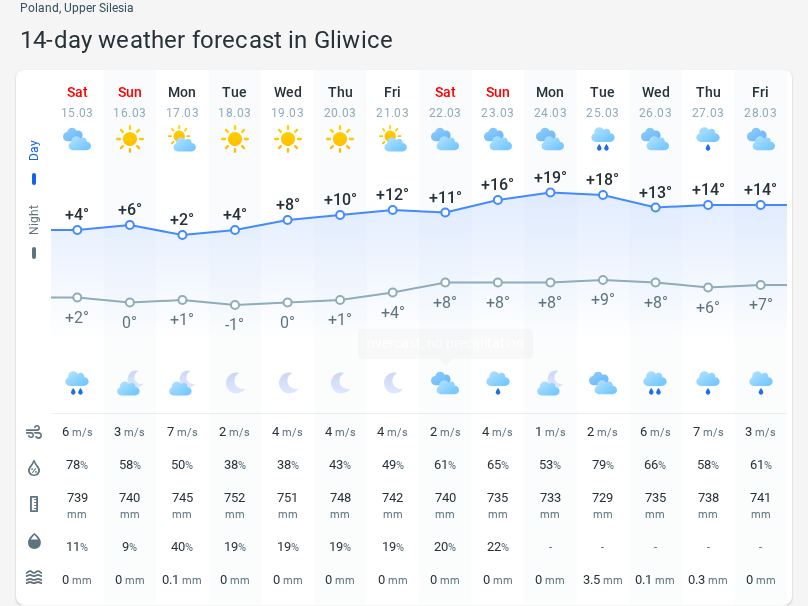 Poland, Upper Silesia
14-day weather forecast in Gliwice
Sat Sun Mon Tue Wed Thu Fri Sat Sun Mon Tue Wed Thu Fri
15.03 16.03 17.03 18.03 19.03 20.03 21.03 22.03 23.03 24.03 25.03 26.03 27.03 28.03
Day
+4° +6° +2° +4° +8° +10° +12° +11° +16° +19° +18° +13° +14° +14°
Night
+2° 0° +1° -1° 0° +1° +4° +8° +8° +8° +9° +8° +6° +7°
overcast, no precipitation
6 m/s 3 m/s 7 m/s 2 m/s 4 m/s 4 m/s 4 m/s 2 m/s 4 m/s 1 m/s 2 m/s 6 m/s 7 m/s 3 m/s
78% 58% 50% 38% 38% 43% 49% 61% 65% 53% 79% 66% 58% 61%
739 740 745 752 751 748 742 740 735 733 729 735 738 741
mm mm mm mm mm mm mm mm mm mm mm mm mm mm
11% 9% 40% 19% 19% 19% 19% 20% 22% - - - - -
0 mm 0 mm 0.1 mm 0 mm 0 mm 0 mm 0 mm 0 mm 0 mm 0 mm 3.5 mm 0.1 mm 0.3 mm 0 mm